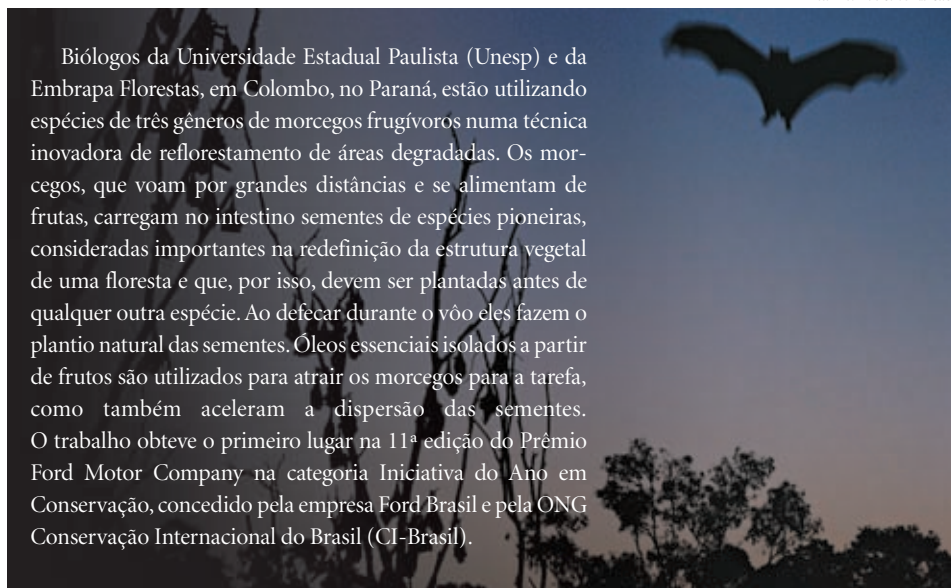 Biólogos da Universidade Estadual Paulista (Unesp) e da
Embrapa Florestas, em Colombo, no Paraná, estão utilizando
espécies de três gêneros de morcegos frugívoros numa técnica
inovadora de reflorestamento de áreas degradadas. Os mor-
cegos, que voam por grandes distâncias e se alimentam de
frutas, carregam no intestino sementes de espécies pioneiras,
consideradas importantes na redefinição da estrutura vegetal
de uma floresta e que, por isso, devem ser plantadas antes de
qualquer outra espécie. Ao defecar durante o vôo eles fazem o
plantio natural das sementes. Óleos essenciais isolados a partir
de frutos são utilizados para atrair os morcegos para a tarefa,
como também aceleram a dispersão das sementes.
O trabalho obteve o primeiro lugar na 11ª edição do Prêmio
Ford Motor Company na categoria Iniciativa do Ano em
Conservação, concedido pela empresa Ford Brasil e pela ONG
Conservação Internacional do Brasil (CI-Brasil).